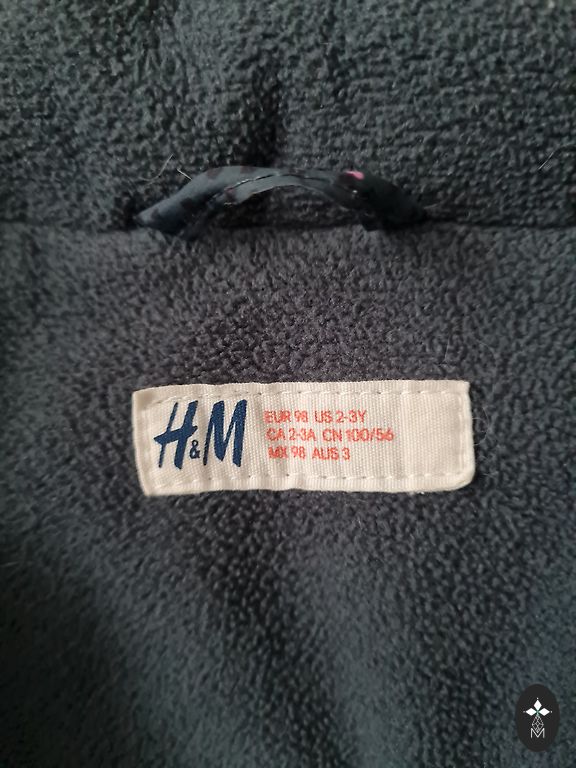 H&M
EUR 98 US 2-3Y
CA 2-3A CN 100/56
MX 98 AUS 3
M